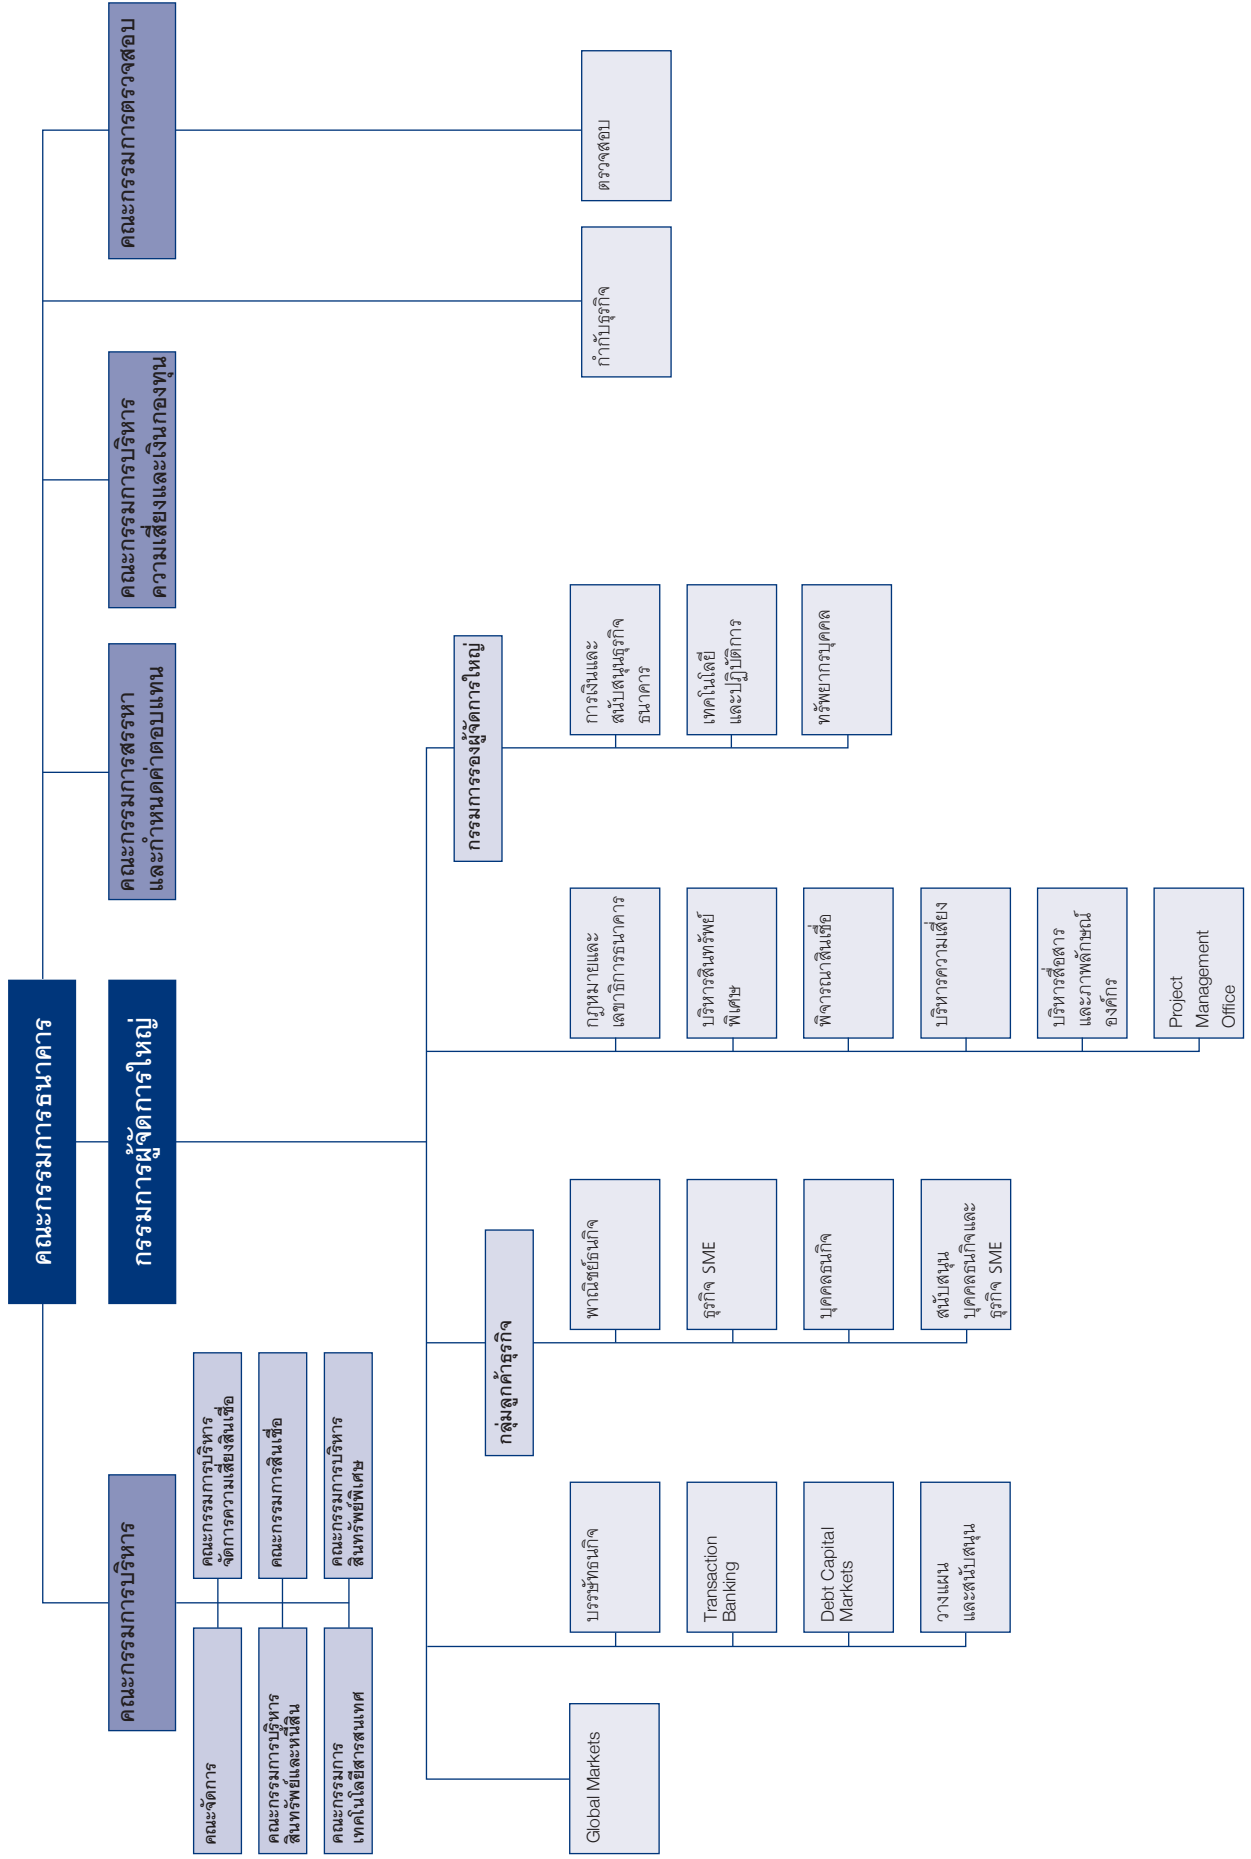 คณะกรรมการธนาคาร
กรรมการผู้จัดการใหญ่
คณะกรรมการบริหาร
คณะกรรมการสรรหา
และกำหนดค่าตอบแทน
คณะกรรมการบริหาร
ความเสี่ยงและเงินกองทุน
คณะกรรมการตรวจสอบ
คณะจัดการ
คณะกรรมการบริหาร
จัดการความเสี่ยงสินเชื่อ
คณะกรรมการบริหาร
สินทรัพย์และหนี้สิน
คณะกรรมการสินเชื่อ
คณะกรรมการ
เทคโนโลยีสารสนเทศ
คณะกรรมการบริหาร
สินทรัพย์พิเศษ
กลุ่มลูกค้าธุรกิจ
กรรมการรองผู้จัดการใหญ่
Global Markets
บรรษัทธนกิจ
Transaction
Banking
Debt Capital
Markets
วางแผน
และสนับสนุน
พาณิชย์ธนกิจ
ธุรกิจ SME
บุคคลธนกิจ
สนับสนุน
บุคคลธนกิจและ
ธุรกิจ SME
กฎหมายและ
เลขาธิการธนาคาร
บริหารสินทรัพย์
พิเศษ
พิจารณาสินเชื่อ
บริหารความเสี่ยง
บริหารสื่อสาร
และภาพลักษณ์
องค์กร
Project
Management
Office
การเงินและ
สนับสนุนธุรกิจ
ธนาคาร
เทคโนโลยี
และปฏิบัติการ
ทรัพยากรบุคคล
กำกับธุรกิจ
ตรวจสอบ